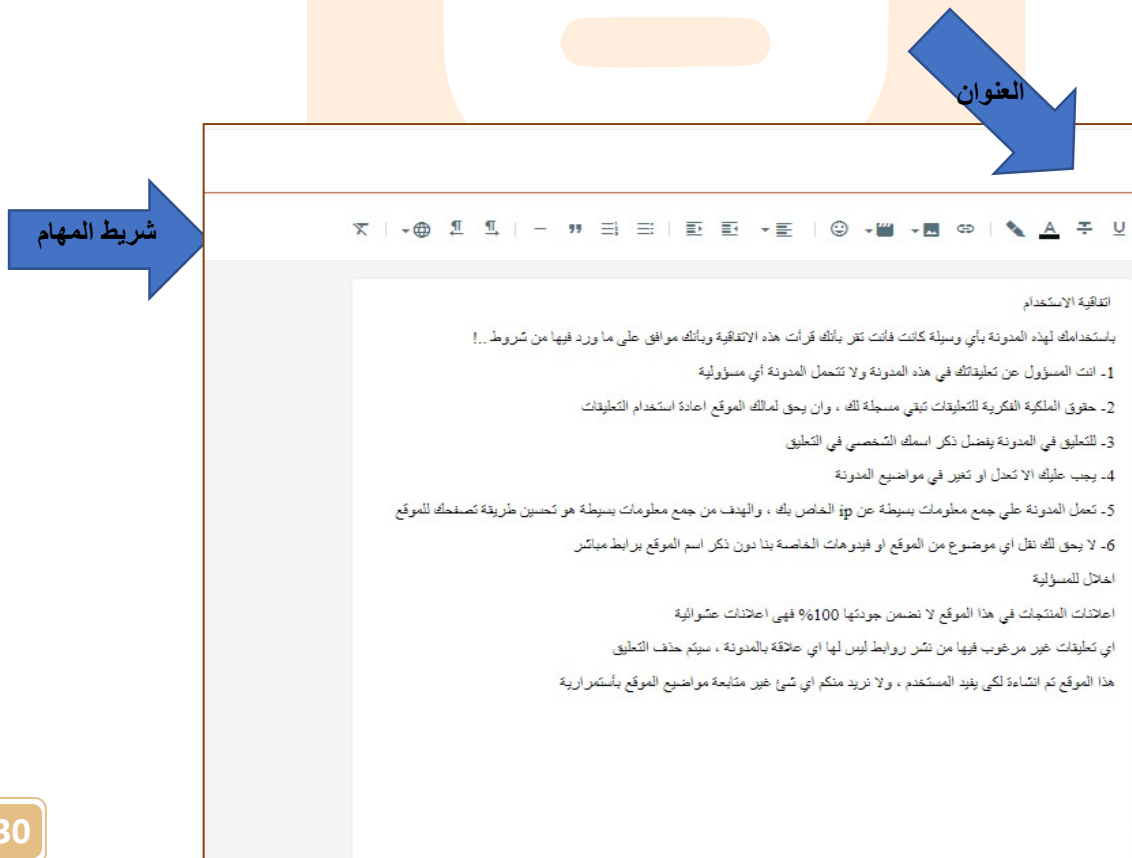 العنوان
شريط المهام
اتفاقية الاستخدام
باستخدامك لهذه المدونة بأي وسيلة كانت فأنت تقر بأنك قرأت هذه الاتفاقية وبأنك موافق على ما ورد فيها من شروط ..!
1- انت المسؤول عن تعليقاتك في هذه المدونة ولا تتحمل المدونة أي مسؤولية
2- حقوق الملكية الفكرية للتعليقات تبقي مسجلة لك ، وان يحق لمالك الموقع اعادة استخدام التعليقات
3- للتعليق في المدونة يفضل ذكر اسمك الشخصي في التعليق
4- يجب عليك الا تعدل او تغير في مواضيع المدونة
5- تعمل المدونة علي جمع معلومات بسيطة عن ip الخاص بك ، والهدف من جمع معلومات بسيطة هو تحسين طريقة تصفحك للموقع
6- لا يحق لك نقل اي موضوع من الموقع او فيدوهات الخاصة بنا دون ذكر اسم الموقع برابط مباشر
اخلال للمسؤلية
اعلانات المنتجات في هذا الموقع لا نضمن جودتها 100% فهى اعلانات عشوائية
اي تعليقات غير مرغوب فيها من نشر روابط ليس لها اي علاقة بالمدونة ، سيتم حذف التعليق
هذا الموقع تم انشاءة لكى يفيد المستخدم ، ولا نريد منكم اي شئ غير متابعة مواضيع الموقع بأستمرارية
30